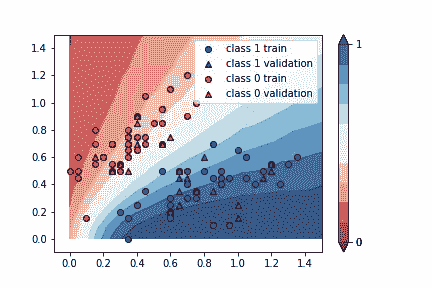 1.4
1.2
1.0
0.8
0.6
0.4
0.2
0.0
0.0 0.2 0.4 0.6 0.8 1.0 1.2 1.4
class 1 train
class 1 validation
class 0 train
class 0 validation
1
0